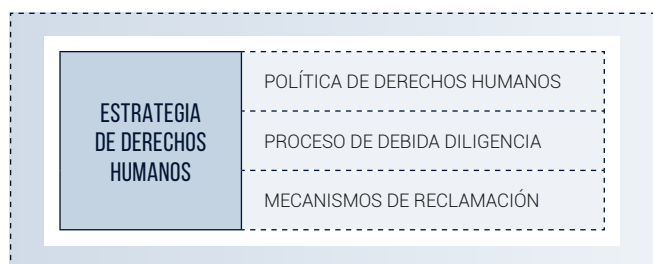 ESTRATEGIA
DE DERECHOS
HUMANOS
POLÍTICA DE DERECHOS HUMANOS
PROCESO DE DEBIDA DILIGENCIA
MECANISMOS DE RECLAMACIÓN